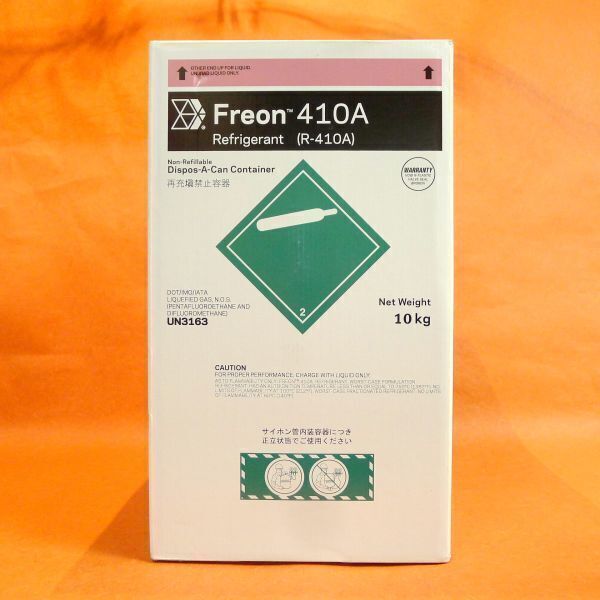 OTHER END UP FOR LIQUID.
LIQUID ONLY.
Freon™ 410A
Refrigerant (R-410A)
Non-Refillable
Dispos-A-Can Container
再充填禁止容器
WARRANTY
2
DOT/IMO/IATA
LIQUEFIED GAS, N.O.S.
(PENTAFLUOROETHANE AND
DIFLUOROMETHANE)
UN3163
Net Weight
10 kg
CAUTION
FOR PROPER PERFORMANCE, CHARGE WITH LIQUID ONLY.
サイホン管内装容器につき
正立状態でご使用ください